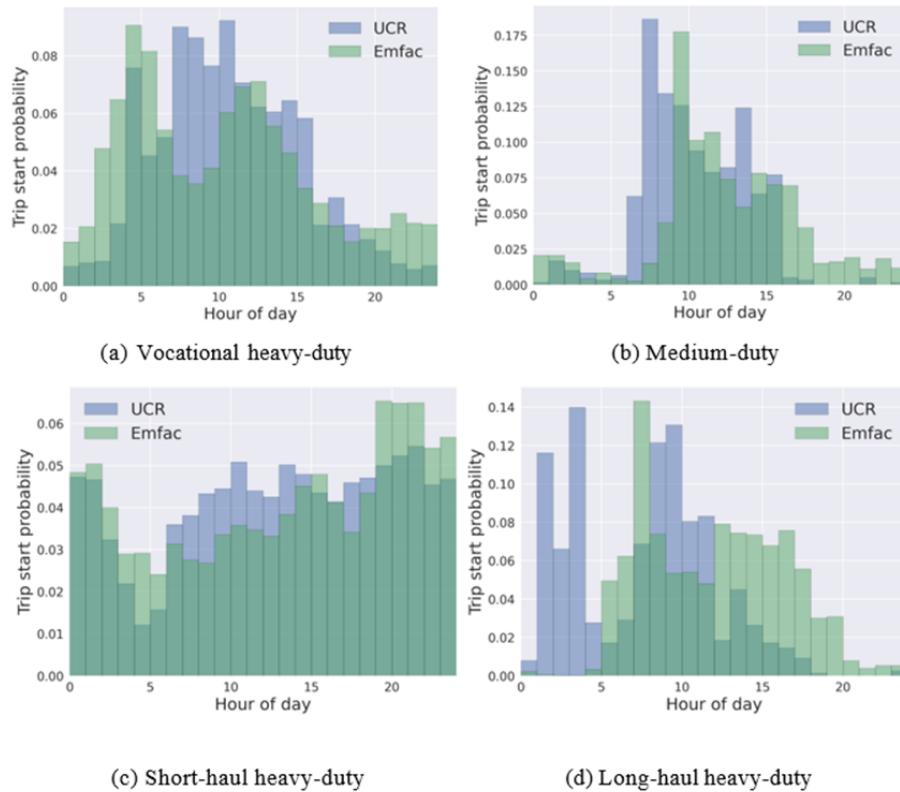 UCR
Emfac
Trip start probability
0.08
0.06
0.04
0.02
0.00
0 5 10 15 20
Hour of day
(a) Vocational heavy-duty
UCR
Emfac
Trip start probability
0.175
0.150
0.125
0.100
0.075
0.050
0.025
0.000
0 5 10 15 20
Hour of day
(b) Medium-duty
UCR
Emfac
Trip start probability
0.06
0.05
0.04
0.03
0.02
0.01
0.00
0 5 10 15 20
Hour of day
(c) Short-haul heavy-duty
UCR
Emfac
Trip start probability
0.14
0.12
0.10
0.08
0.06
0.04
0.02
0.00
0 5 10 15 20
Hour of day
(d) Long-haul heavy-duty